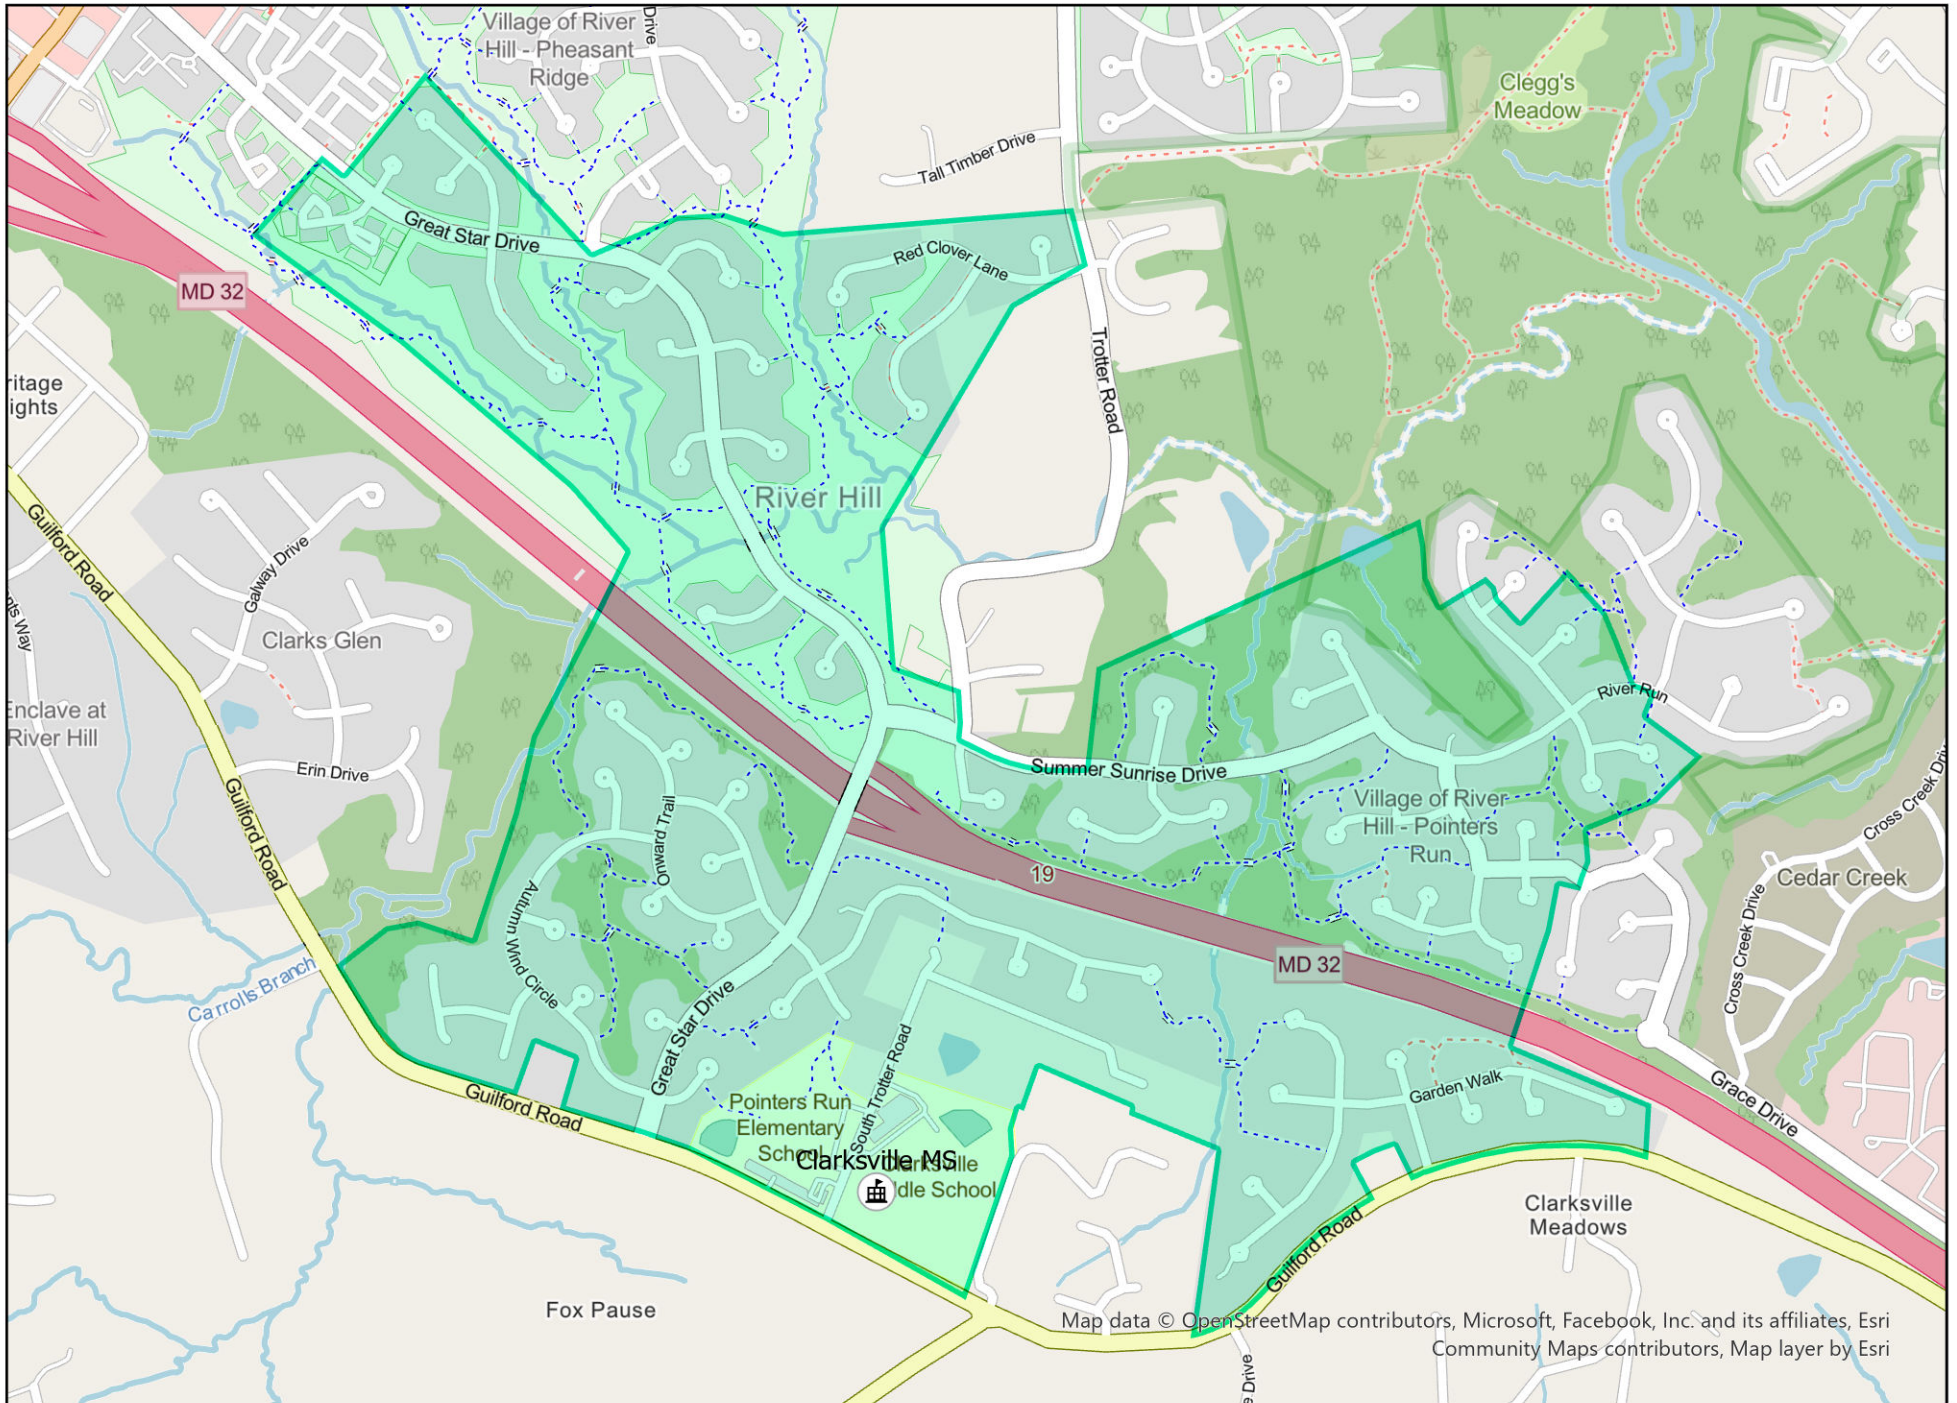 Village of River
Hill - Pheasant
Ridge
Drive
Clegg's
Meadow
Tall Timber Drive
Great Star Drive
Red Clover Lane
MD 32
Trotter Road
River Hill
Guilford Road
Galway Drive
Clarks Glen
Enclave at
River Hill
Erin Drive
Guilford Road
River Run
Summer Sunrise Drive
Village of River
Hill - Pointers
Run
Onward Trail
19
Cross Creek Drive
Cedar Creek
Autumn Wind Circle
Cross Creek Drive
MD 32
Carrolls Branch
Great Star Drive
South Trotter Road
Garden Walk
Grace Drive
Guilford Road
Pointers Run
Elementary
School
Clarksville MS
Clarksville
ddle School
Clarksville
Meadows
Guilford Road
Fox Pause
Map data © OpenStreetMap contributors, Microsoft, Facebook, Inc. and its affiliates, Esri
Community Maps contributors, Map layer by Esri